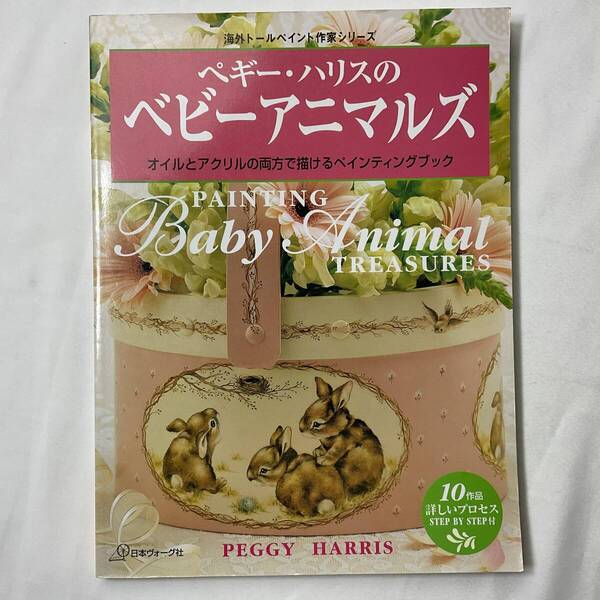 海外トールペイント作家シリーズ
ペギー・ハリスの
ベビーアニマルズ
オイルとアクリルの両方で描けるペインティングブック
PAINTING
Baby Animal
TREASURES
10作品
詳しいプロセス
STEP BY STEP付
日本ヴォーグ社
PEGGY HARRIS